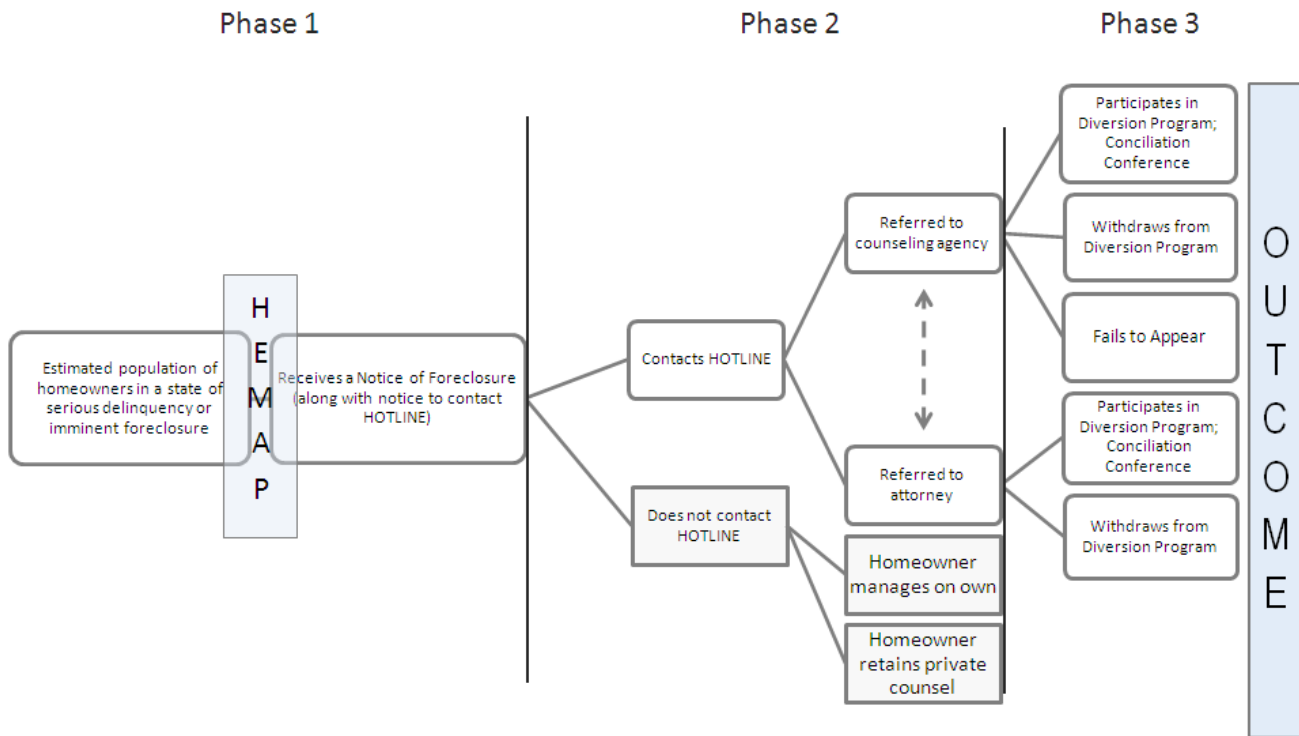 Phase 1
Phase 2
Phase 3
Estimated population of
homeowners in a state of
serious delinquency or
imminent foreclosure
H
E
M
A
P
Receives a Notice of Foreclosure
(along with notice to contact
HOTLINE)
Contacts HOTLINE
Does not contact
HOTLINE
Referred to
counseling agency
Referred to
attorney
Homeowner
manages on own
Homeowner
retains private
counsel
Participates in
Diversion Program;
Conciliation
Conference
Withdraws from
Diversion Program
Fails to Appear
Participates in
Diversion Program;
Conciliation
Conference
Withdraws from
Diversion Program
O
U
T
C
O
M
E